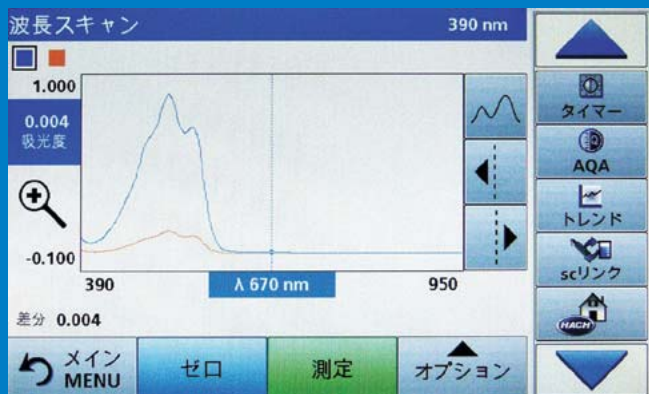 波長スキャン
390 nm
1.000
0.004
吸光度
-0.100
390
λ 670 nm
950
差分 0.004
メイン
MENU
ゼロ
測定
オプション
タイマー
AQA
トレンド
scリンク
HACH